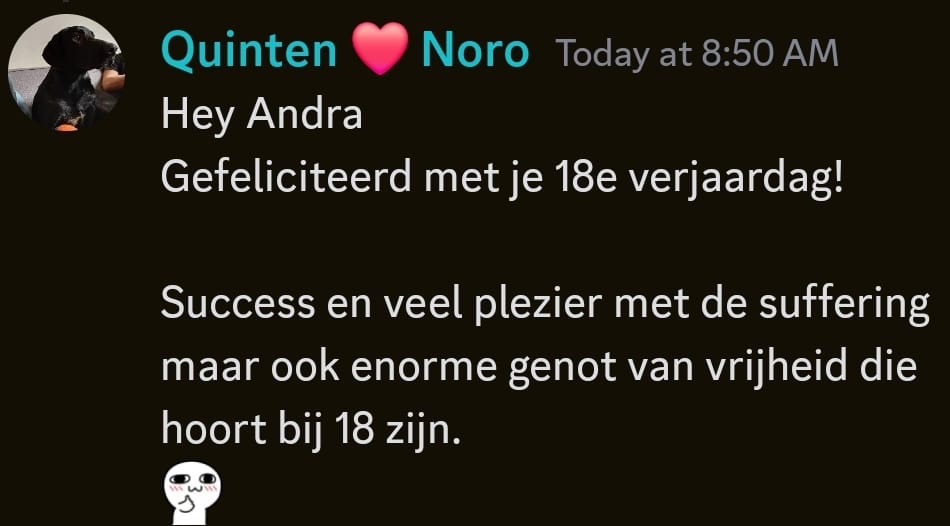 Quinten ❤️ Noro Today at 8:50 AM
Hey Andra
Gefeliciteerd met je 18e verjaardag!
Success en veel plezier met de suffering
maar ook enorme genot van vrijheid die
hoort bij 18 zijn.